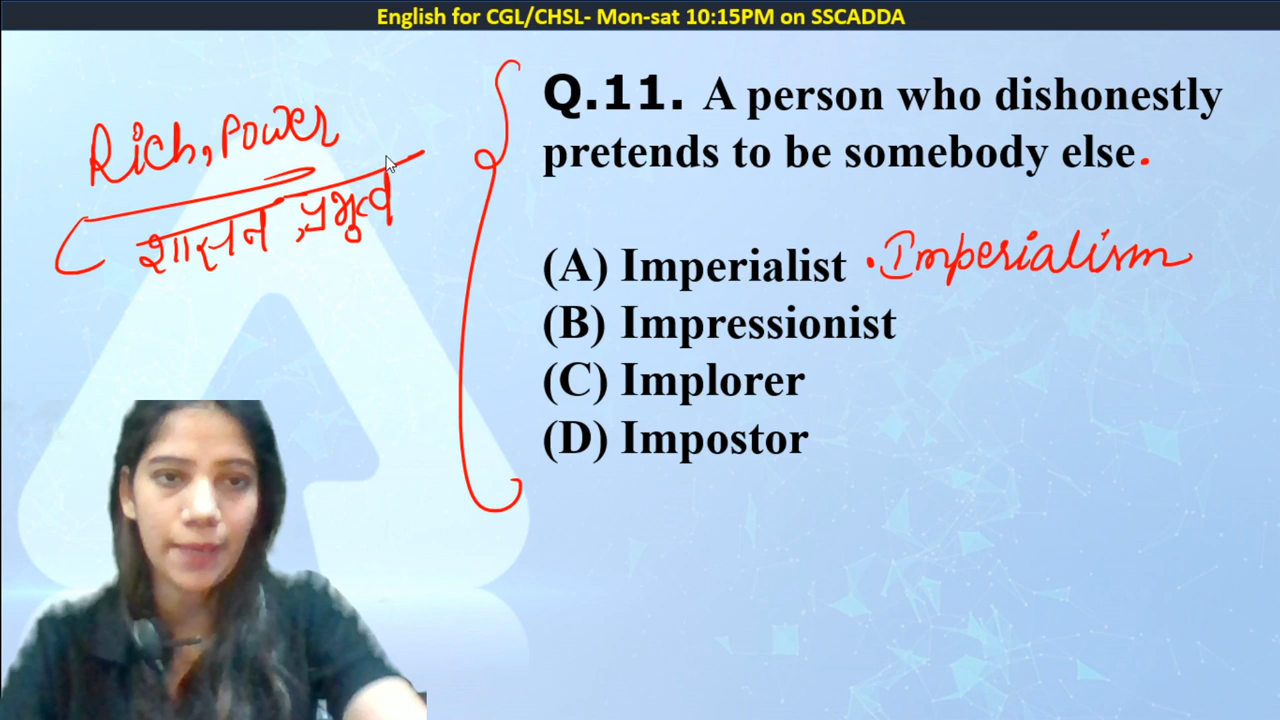 English for CGL/CHSL- Mon-sat 10:15PM on SSCADDA
Rich, Power
शासन, प्रभुत्व
Q.11. A person who dishonestly
pretends to be somebody else.
(A) Imperialist . Imperialism
(B) Impressionist
(C) Implorer
(D) Impostor